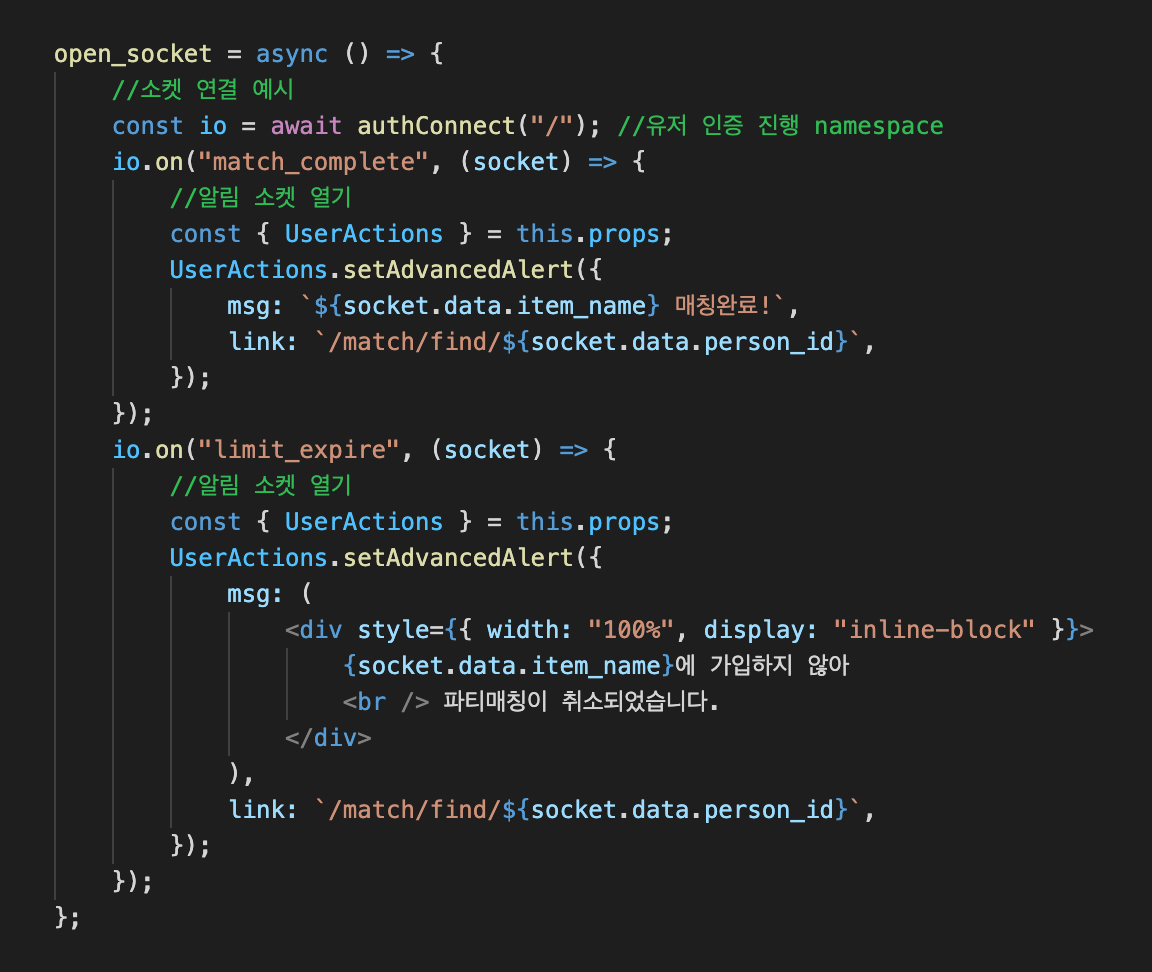 open_socket = async () => {
//소켓 연결 예시
const io = await authConnect("/"); //유저 인증 진행 namespace
io.on("match_complete", (socket) => {
//알림 소켓 열기
const { UserActions } = this.props;
UserActions.setAdvancedAlert({
msg: `${socket.data.item_name} 매칭완료!`,
link: `/match/find/${socket.data.person_id}`,
});
});
io.on("limit_expire", (socket) => {
//알림 소켓 열기
const { UserActions } = this.props;
UserActions.setAdvancedAlert({
msg: (
<div style={{ width: "100%", display: "inline-block" }}>
{socket.data.item_name}에 가입하지 않아
<br /> 파티매칭이 취소되었습니다.
</div>
),
link: `/match/find/${socket.data.person_id}`,
});
});
};